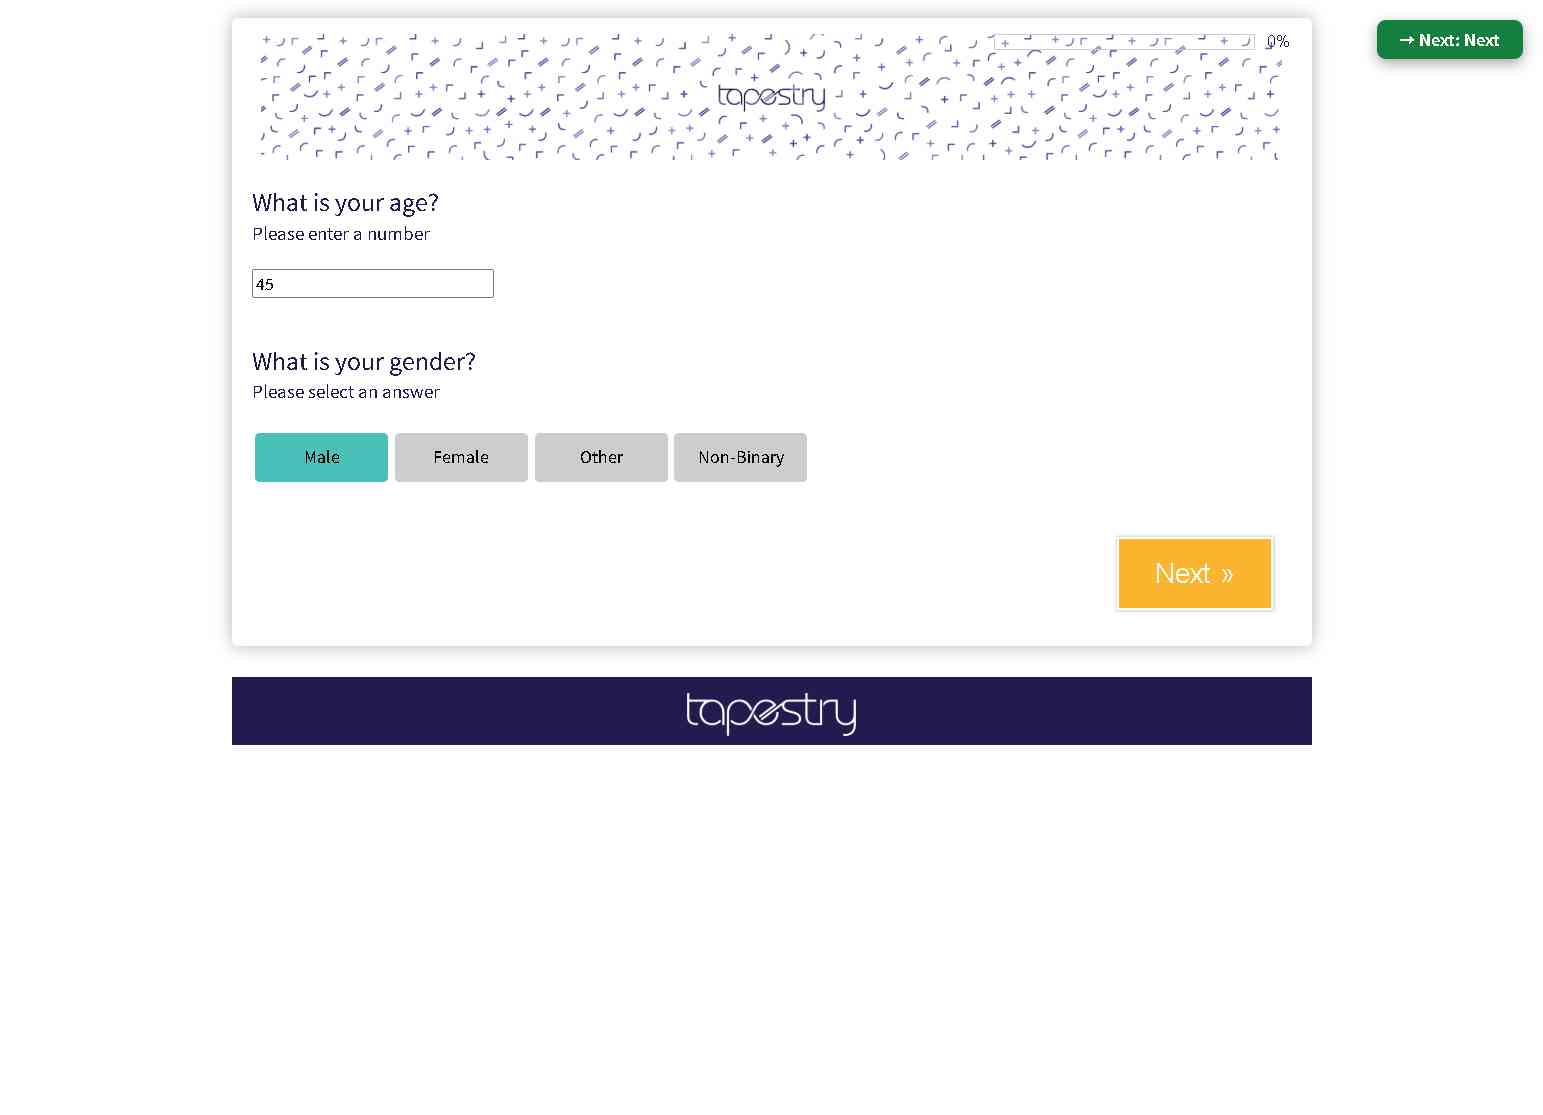 0%
→ Next: Next
tapestry
What is your age?
Please enter a number
45
What is your gender?
Please select an answer
Male Female Other Non-Binary
Next »
tapestry